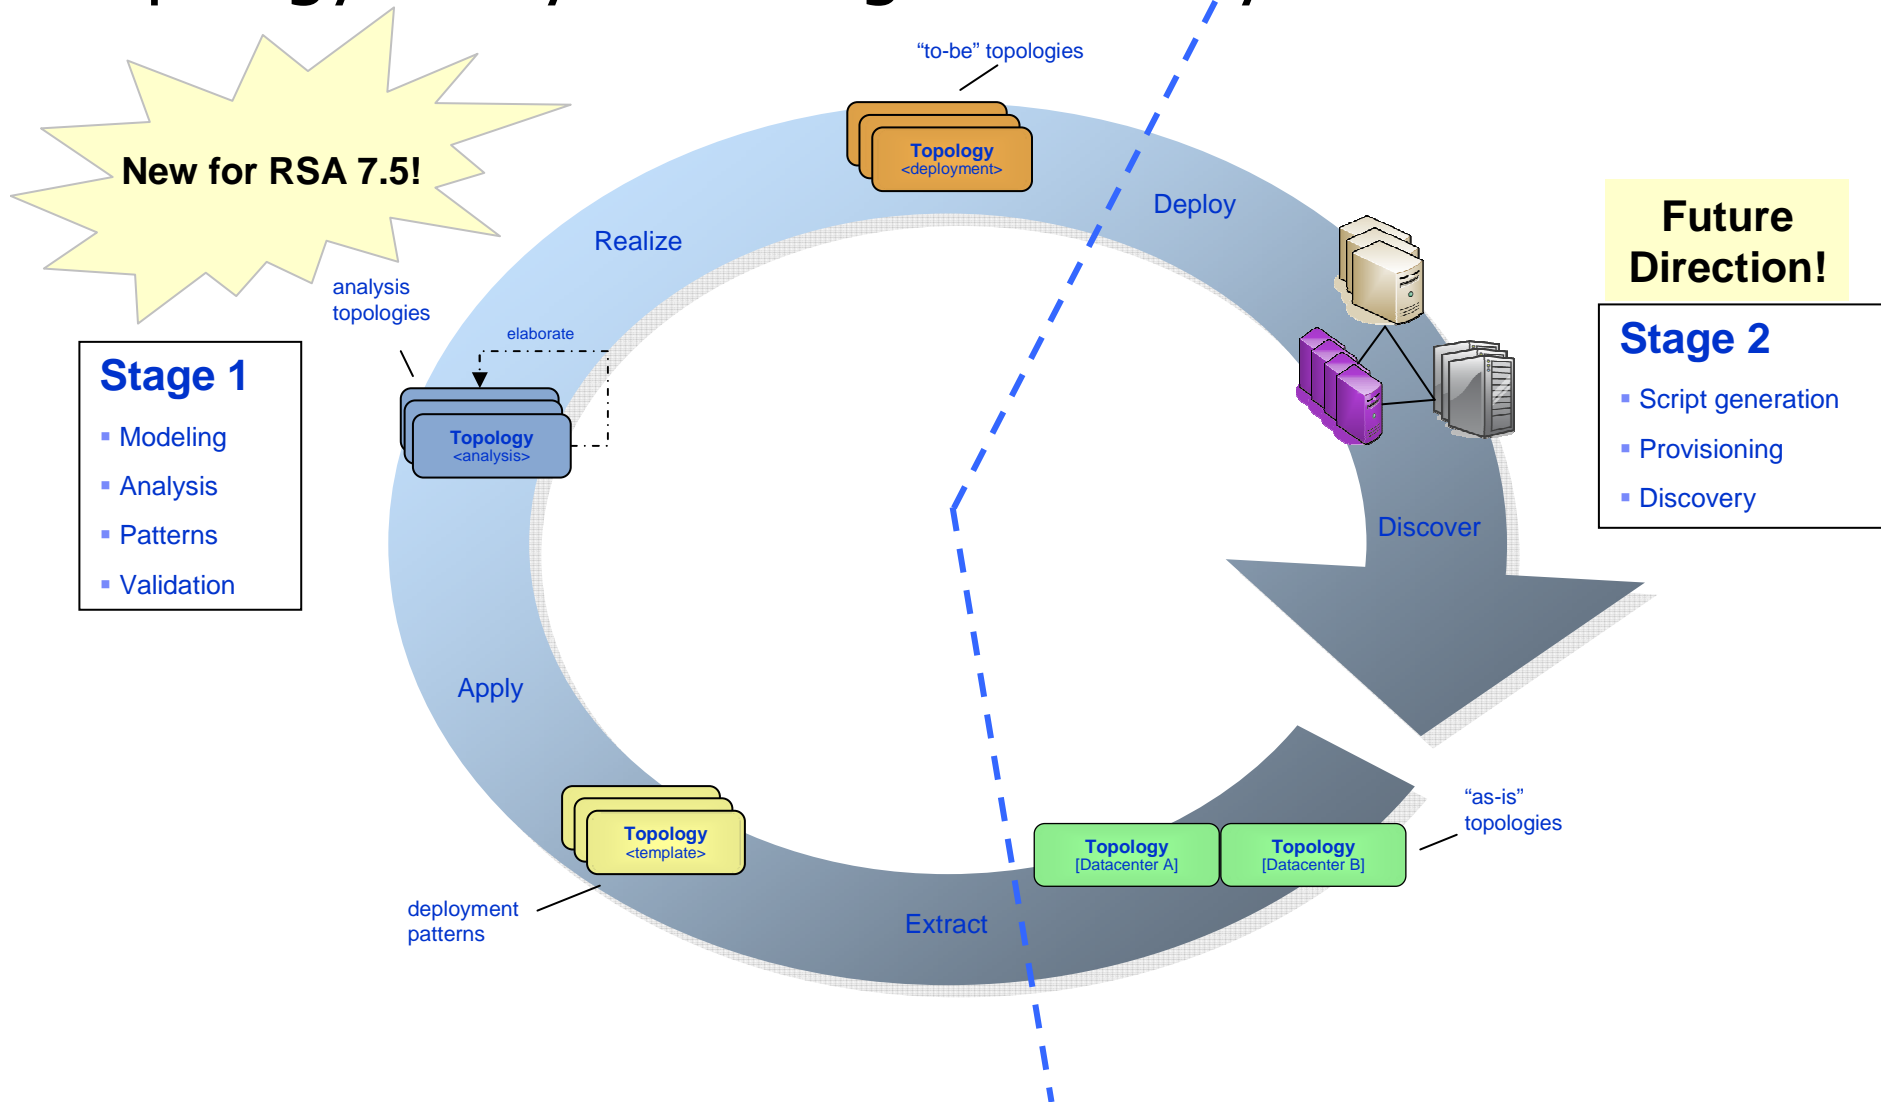 “to-be” topologies
New for RSA 7.5!
Topology
<deployment>
Deploy
Future
Direction!
Realize
analysis
topologies
elaborate
Stage 1
Modeling
Analysis
Patterns
Validation
Topology
<analysis>
Stage 2
Script generation
Provisioning
Discovery
Discover
Apply
Topology
<template>
deployment
patterns
Extract
Topology
[Datacenter A]
Topology
[Datacenter B]
“as-is”
topologies